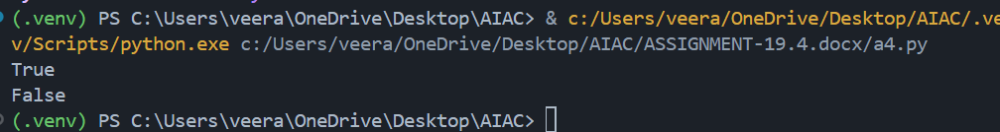 (.venv) PS C:\Users\veera\OneDrive\Desktop\AIAC> & c:/Users/veera/OneDrive/Desktop/AIAC/.ve
v/Scripts/python.exe c:/Users/veera/OneDrive/Desktop/AIAC/ASSIGNMENT-19.4.docx/a4.py
True
False
(.venv) PS C:\Users\veera\OneDrive\Desktop\AIAC>